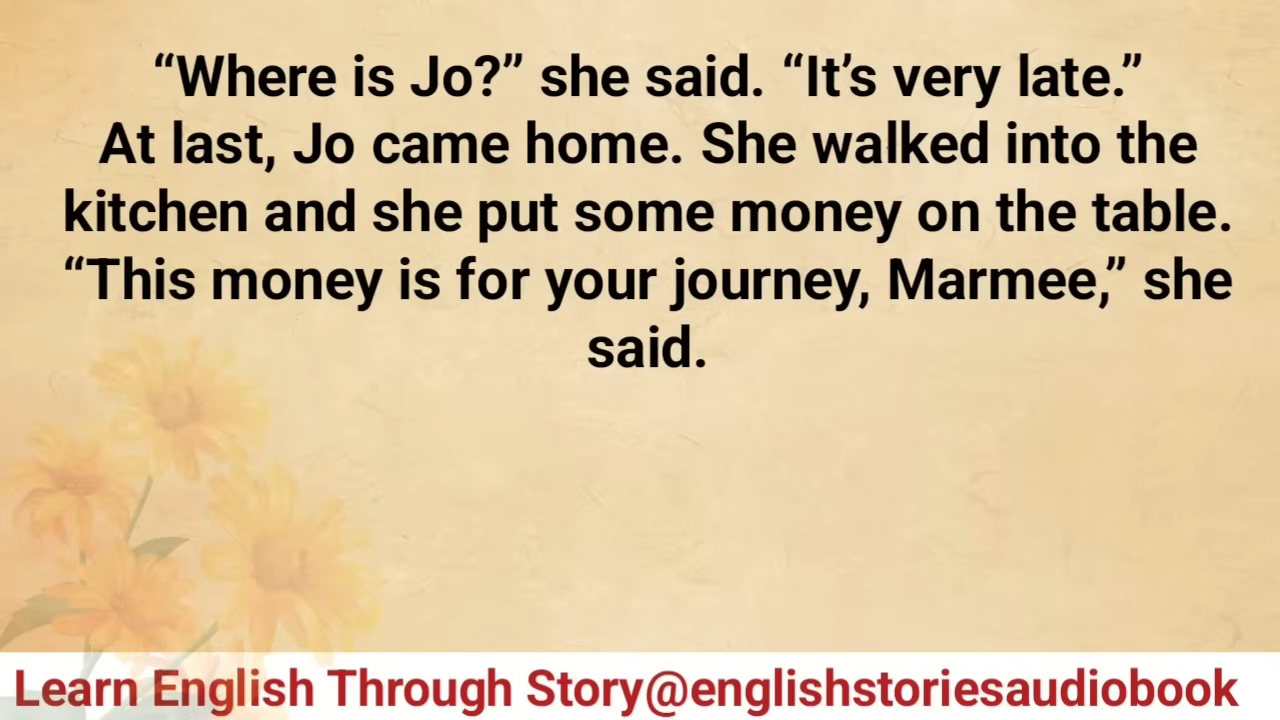 “Where is Jo?” she said. “It’s very late.”
At last, Jo came home. She walked into the
kitchen and she put some money on the table.
“This money is for your journey, Marmee,” she
said.
Learn English Through Story@englishstoriesaudiobook